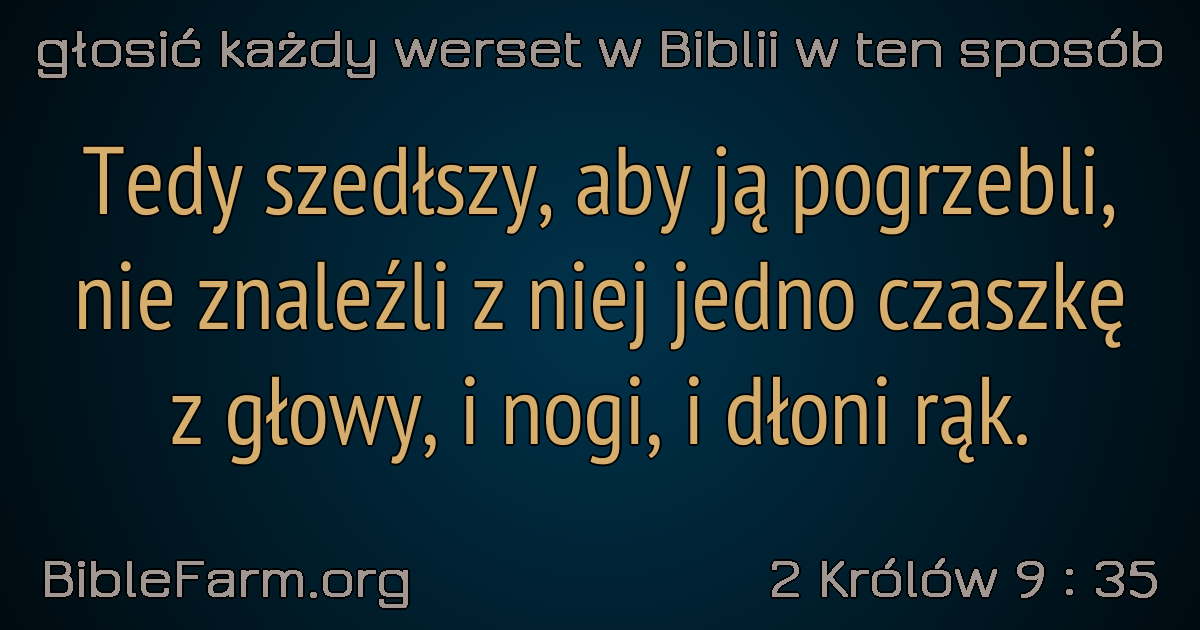 głosić każdy werset w Biblii w ten sposób
Tedy szedłszy, aby ją pogrzebli,
nie znaleźli z niej jedno czaszkę
z głowy, i nogi, i dłoni rąk.
BibleFarm.org
2 Królów 9 : 35